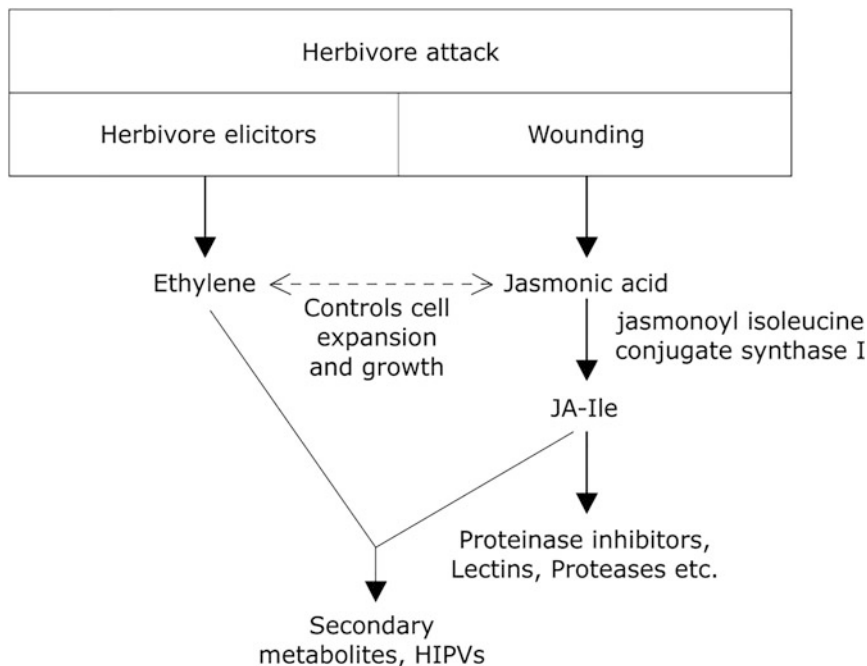 Herbivore attack
Herbivore elicitors
Wounding
Ethylene
Jasmonic acid
Controls cell
expansion
and growth
jasmonoyl isoleucine
conjugate synthase I
JA-Ile
Proteinase inhibitors,
Lectins, Proteases etc.
Secondary
metabolites, HIPVs